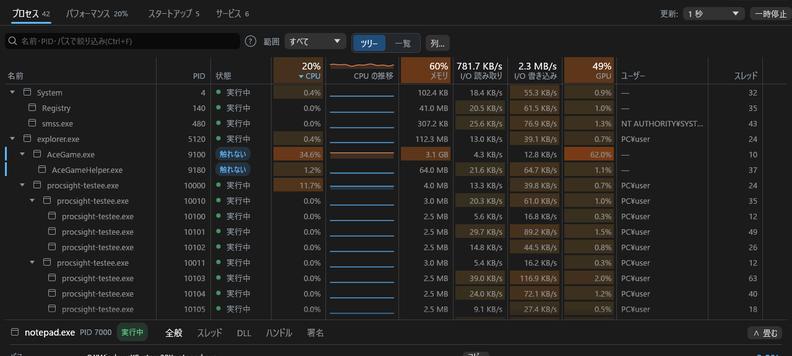 プロセス 42 パフォーマンス 20% スタートアップ 5 サービス 6 更新: 1 秒 一時停止
名前・PID・パスで絞り込み(Ctrl+F) ? 範囲 すべて ツリー 一覧 列...
20% 60% 781.7 KB/s 2.3 MB/s 49%
名前 PID 状態 CPU CPU の推移 メモリ I/O 読み取り I/O 書き込み GPU ユーザー スレッド
System 4 実行中 0.4% 102.4 KB 18.4 KB/s 55.3 KB/s 0.9% — 32
Registry 140 実行中 0.0% 41.0 MB 20.5 KB/s 61.5 KB/s 1.0% — 35
smss.exe 480 実行中 0.0% 307.2 KB 25.6 KB/s 76.9 KB/s 1.3% NT AUTHORITY¥SYST... 43
explorer.exe 5120 実行中 0.4% 112.3 MB 13.0 KB/s 39.1 KB/s 0.7% PC¥user 24
AceGame.exe 9100 触れない 34.6% 3.1 GB 4.3 KB/s 12.8 KB/s 62.0% — 10
AceGameHelper.exe 9180 触れない 1.2% 64.0 MB 21.6 KB/s 64.7 KB/s 1.1% — 37
procsight-testee.exe 10000 実行中 11.7% 4.0 MB 13.3 KB/s 39.8 KB/s 0.7% PC¥user 24
procsight-testee.exe 10010 実行中 0.0% 3.0 MB 20.3 KB/s 61.0 KB/s 1.0% PC¥user 35
procsight-testee.exe 10100 実行中 0.0% 2.5 MB 5.6 KB/s 16.8 KB/s 0.3% PC¥user 12
procsight-testee.exe 10101 実行中 0.0% 2.5 MB 29.7 KB/s 89.2 KB/s 1.5% PC¥user 49
procsight-testee.exe 10102 実行中 0.0% 2.5 MB 14.8 KB/s 44.5 KB/s 0.8% PC¥user 26
procsight-testee.exe 10011 実行中 0.0% 3.0 MB 5.4 KB/s 16.2 KB/s 0.3% PC¥user 12
procsight-testee.exe 10103 実行中 0.0% 2.5 MB 39.0 KB/s 116.9 KB/s 2.0% PC¥user 63
procsight-testee.exe 10104 実行中 0.0% 2.5 MB 24.0 KB/s 72.1 KB/s 1.2% PC¥user 40
procsight-testee.exe 10105 実行中 0.0% 2.5 MB 9.1 KB/s 27.4 KB/s 0.5% PC¥user 18
notepad.exe PID 7000 実行中 全般 スレッド DLL ハンドル 署名 畳む